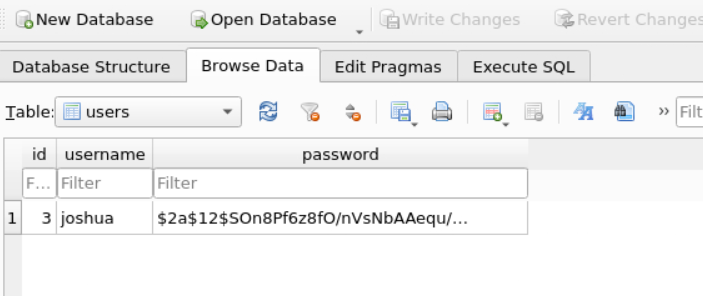 New Database Open Database Write Changes Revert Changes
Database Structure Browse Data Edit Pragmas Execute SQL
Table: users » Filt
id username password
F... Filter Filter
1 3 joshua $2a$12$SOn8Pf6z8fO/nVsNbAAequ/...